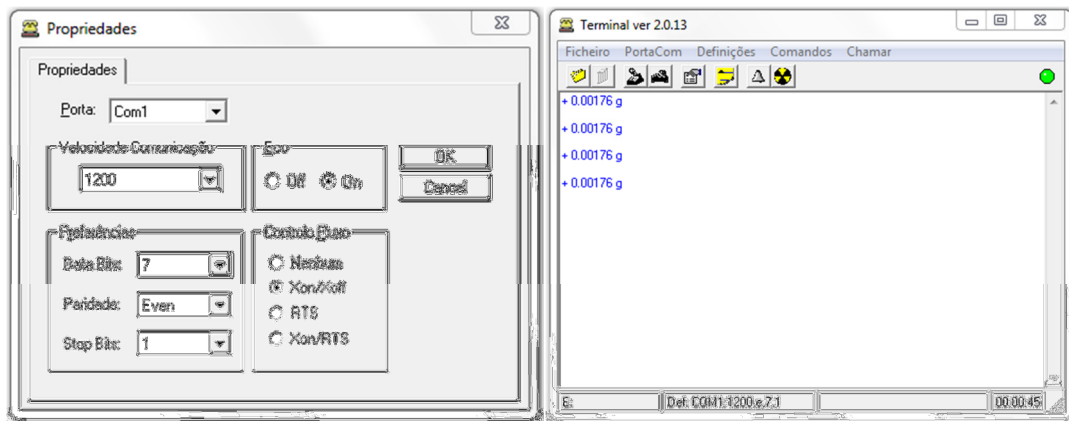 Propriedades
Propriedades
Porta: Com1
Velocidade Comunicação
1200
Eco
Off On
OK
Cancel
Preferências
Data Bits: 7
Paridade: Even
Stop Bits: 1
Controlo Fluxo
Nenhum
Xon/Xoff
RTS
Xon/RTS
Terminal ver 2.0.13
Ficheiro PortaCom Definições Comandos Chamar
+ 0.00176 g
+ 0.00176 g
+ 0.00176 g
+ 0.00176 g
E: Def: COM1:1200,e,7,1 00:00:45